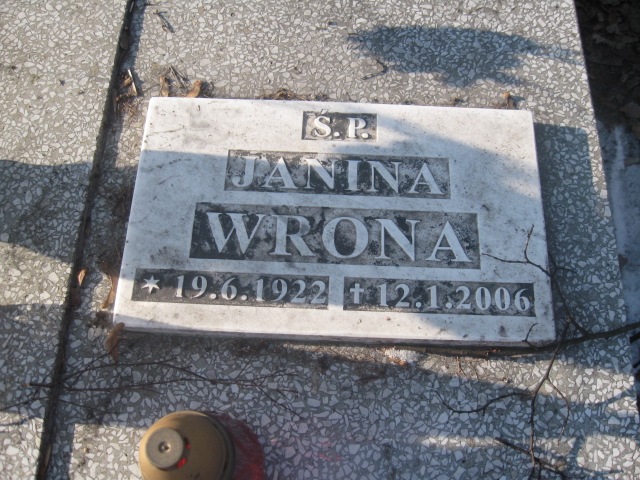 Ś.P.
JANINA
WRONA
* 19.6.1922 ✝ 12.1.2006